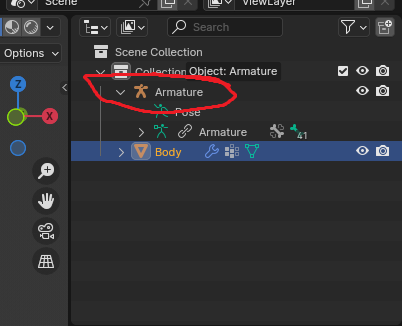 Scene
ViewLayer
Search
Options
Scene Collection
Collection Object: Armature
Z
Armature
X
Pose
Armature 41
Body